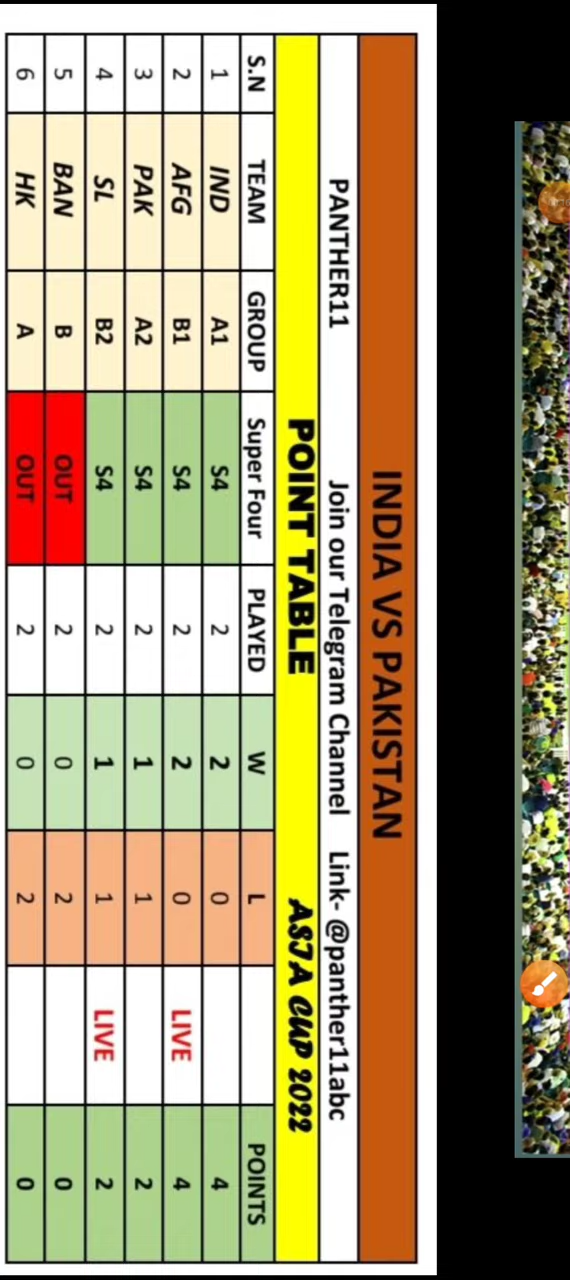 INDIA VS PAKISTAN
PANTHER11 Join our Telegram Channel Link- @panther11abc
POINT TABLE ASIA CUP 2022
S.N TEAM GROUP Super Four PLAYED W L POINTS
1 IND A1 S4 2 2 0 4
2 AFG B1 S4 2 2 0 LIVE 4
3 PAK A2 S4 2 1 1 2
4 SL B2 S4 2 1 1 LIVE 2
5 BAN B OUT 2 0 2 0
6 HK A OUT 2 0 2 0